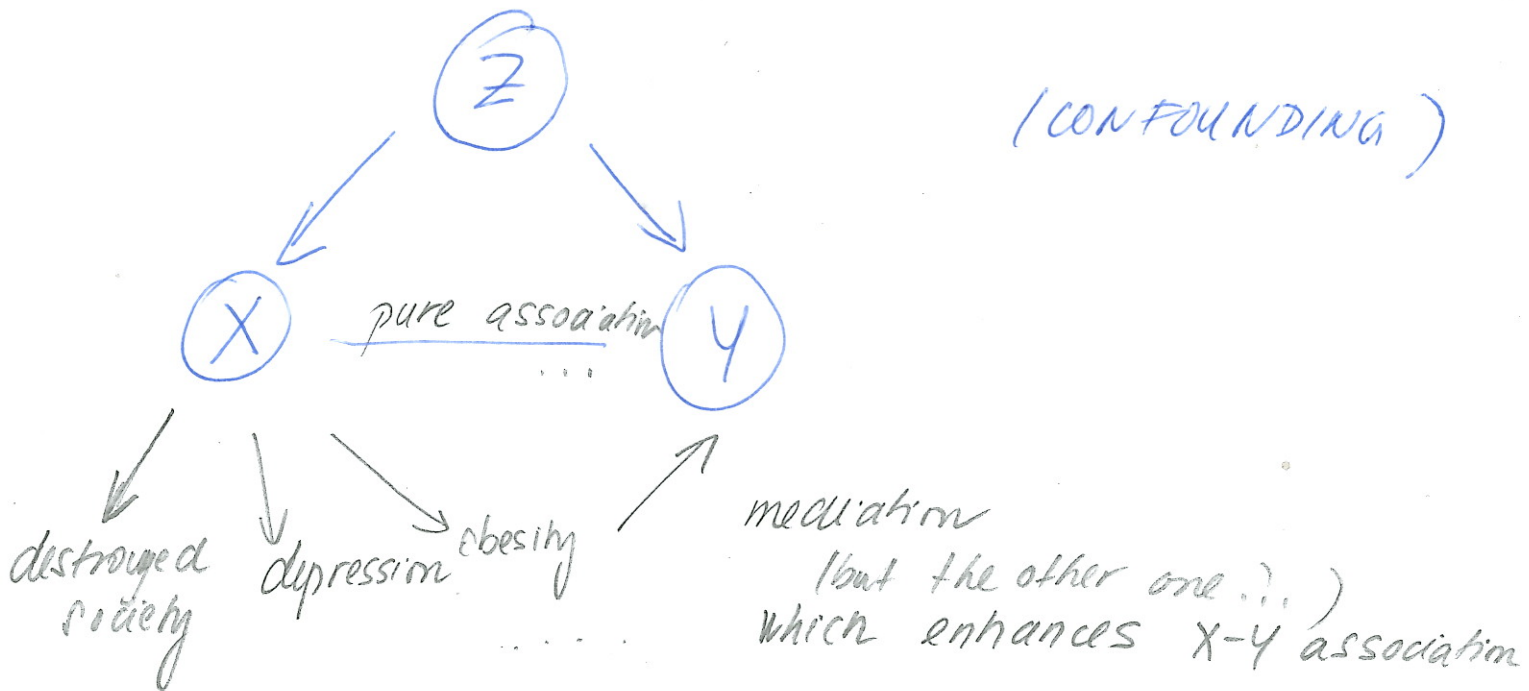 Z
(CONFOUNDING)
X
pure association
Y
...
destroyed
society
depression
obesity
....
mediation
(but the other one...)
which enhances X-Y association